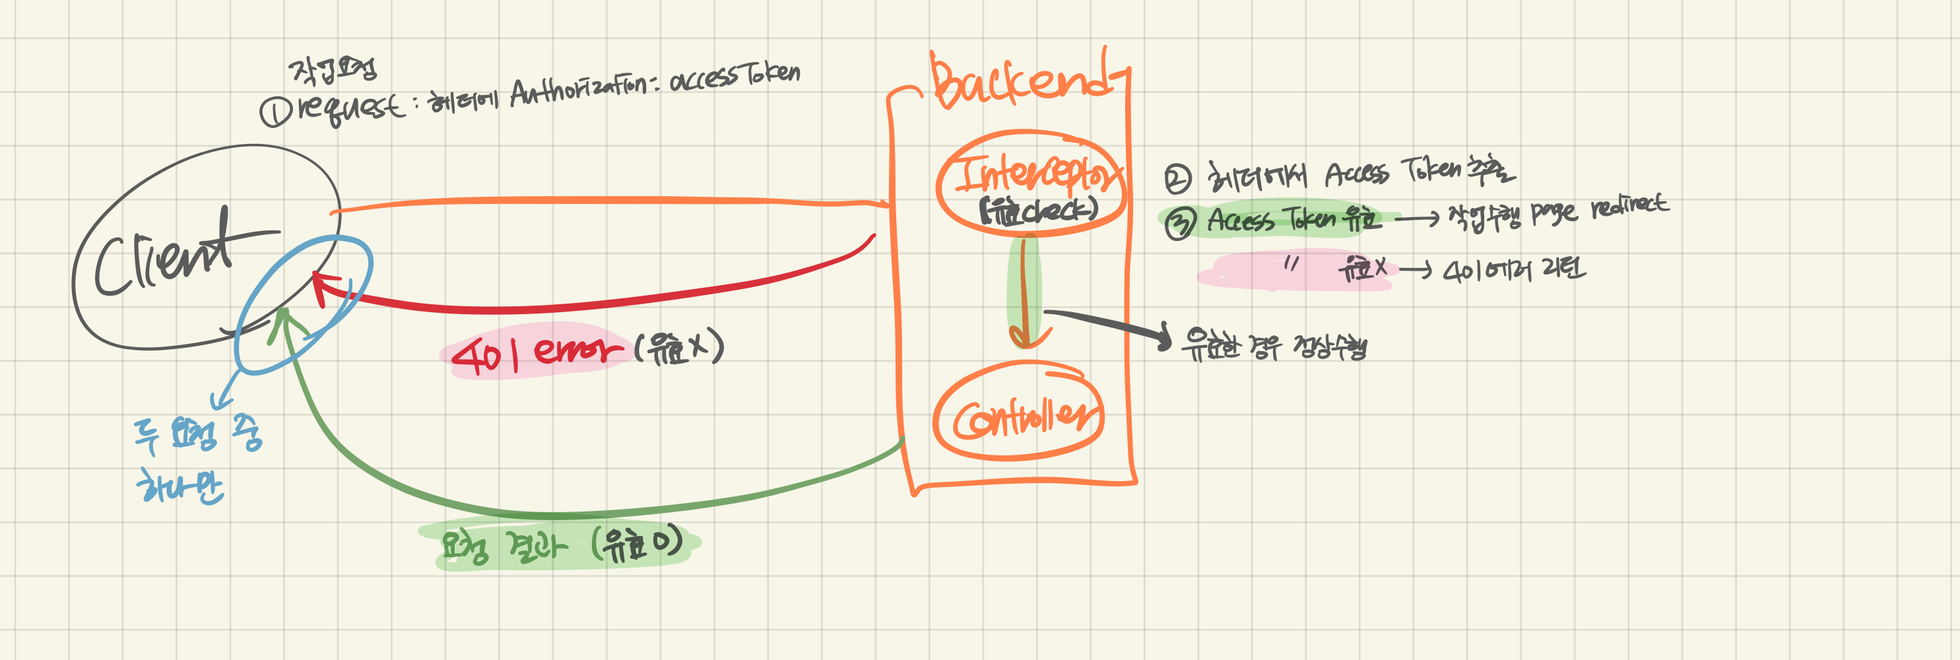 작업요청
① request : 헤더에 Authorization : accessToken
Client
401 error (유효X)
두 요청 중
하나만
요청 결과 (유효O)
Backend
Interceptor
(유효check)
Controller
② 헤더에서 Access Token 추출
③ Access Token 유효 → 작업수행 page redirect
" 유효X → 401에러 리턴
유효한 경우 정상수행